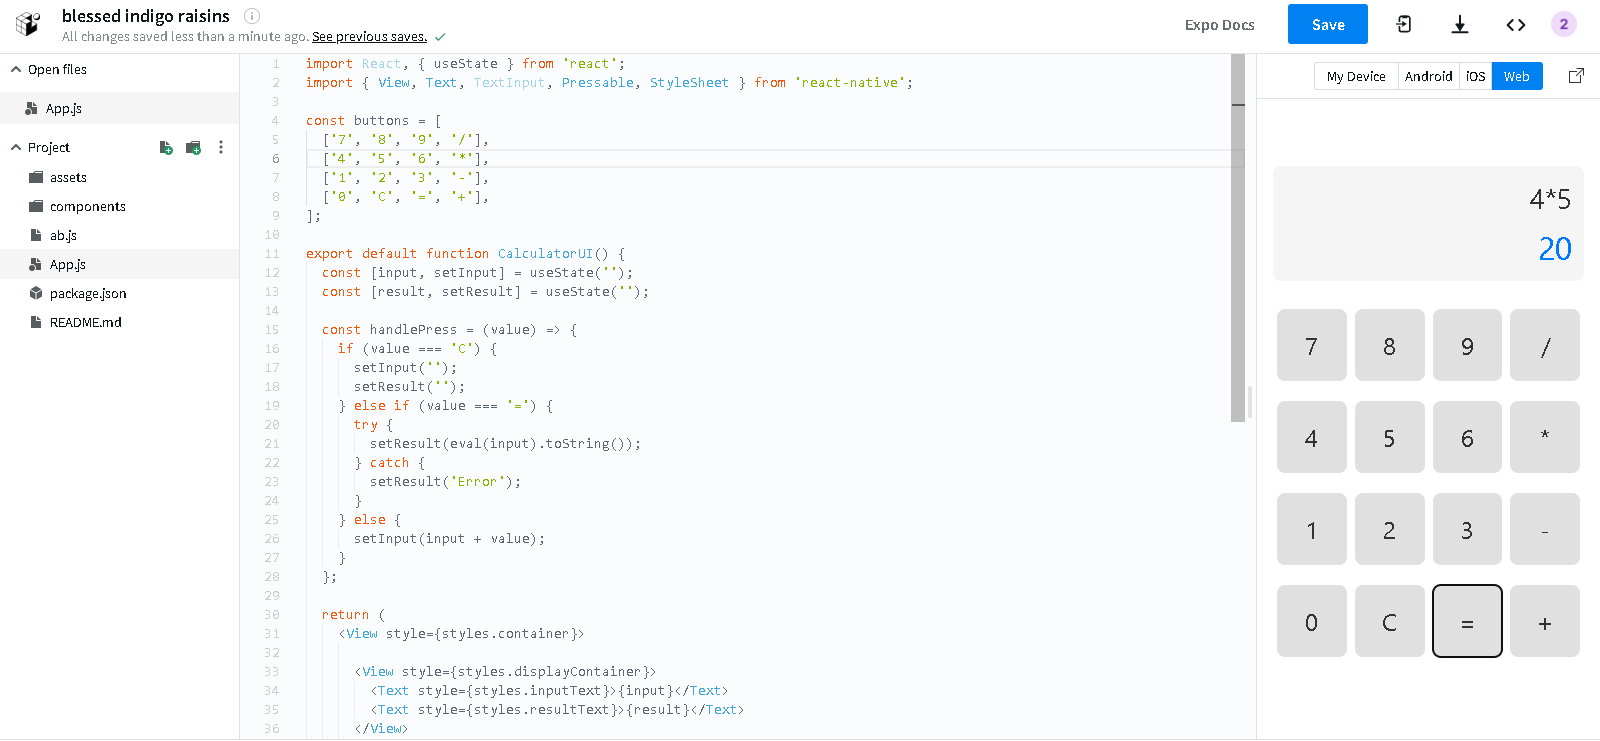 blessed indigo raisins
All changes saved less than a minute ago. See previous saves.
Expo Docs
Save
2
Open files
App.js
Project
assets
components
ab.js
App.js
package.json
README.md
1 import React, { useState } from 'react';
2 import { View, Text, TextInput, Pressable, StyleSheet } from 'react-native';
3
4 const buttons = [
5 ['7', '8', '9', '/'],
6 ['4', '5', '6', '*'],
7 ['1', '2', '3', '-'],
8 ['0', 'C', '=', '+'],
9 ];
10
11 export default function CalculatorUI() {
12 const [input, setInput] = useState('');
13 const [result, setResult] = useState('');
14
15 const handlePress = (value) => {
16 if (value === 'C') {
17 setInput('');
18 setResult('');
19 } else if (value === '=') {
20 try {
21 setResult(eval(input).toString());
22 } catch {
23 setResult('Error');
24 }
25 } else {
26 setInput(input + value);
27 }
28 };
29
30 return (
31 <View style={styles.container}>
32
33 <View style={styles.displayContainer}>
34 <Text style={styles.inputText}>{input}</Text>
35 <Text style={styles.resultText}>{result}</Text>
36 </View>
My Device Android iOS Web
4*5
20
7 8 9 /
4 5 6 *
1 2 3 -
0 C = +